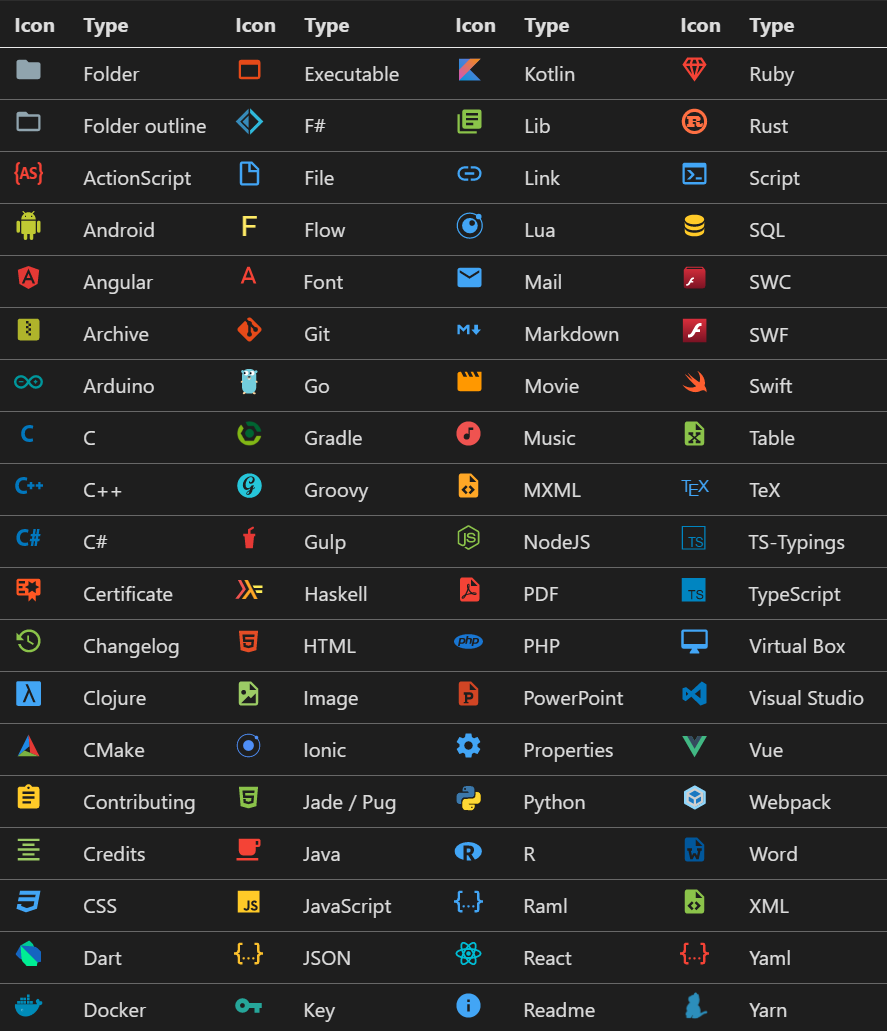 Icon Type Icon Type Icon Type Icon Type
Folder Executable Kotlin Ruby
Folder outline F# Lib Rust
{AS} ActionScript File Link Script
Android F Flow Lua SQL
A Angular A Font Mail SWC
Archive Git M Markdown SWF
Arduino Go Movie Swift
C C Gradle Music Table
C++ C++ G Groovy MXML TEX TeX
C# C# Gulp JS NodeJS TS TS-Typings
Certificate Haskell PDF TS TypeScript
Changelog 5 HTML php PHP Virtual Box
λ Clojure Image P PowerPoint Visual Studio
CMake Ionic Properties Vue
Contributing 5 Jade / Pug Python Webpack
Credits Java R R W Word
CSS JS JavaScript {...} Raml XML
Dart {...} JSON React {...} Yaml
Docker Key i Readme Yarn